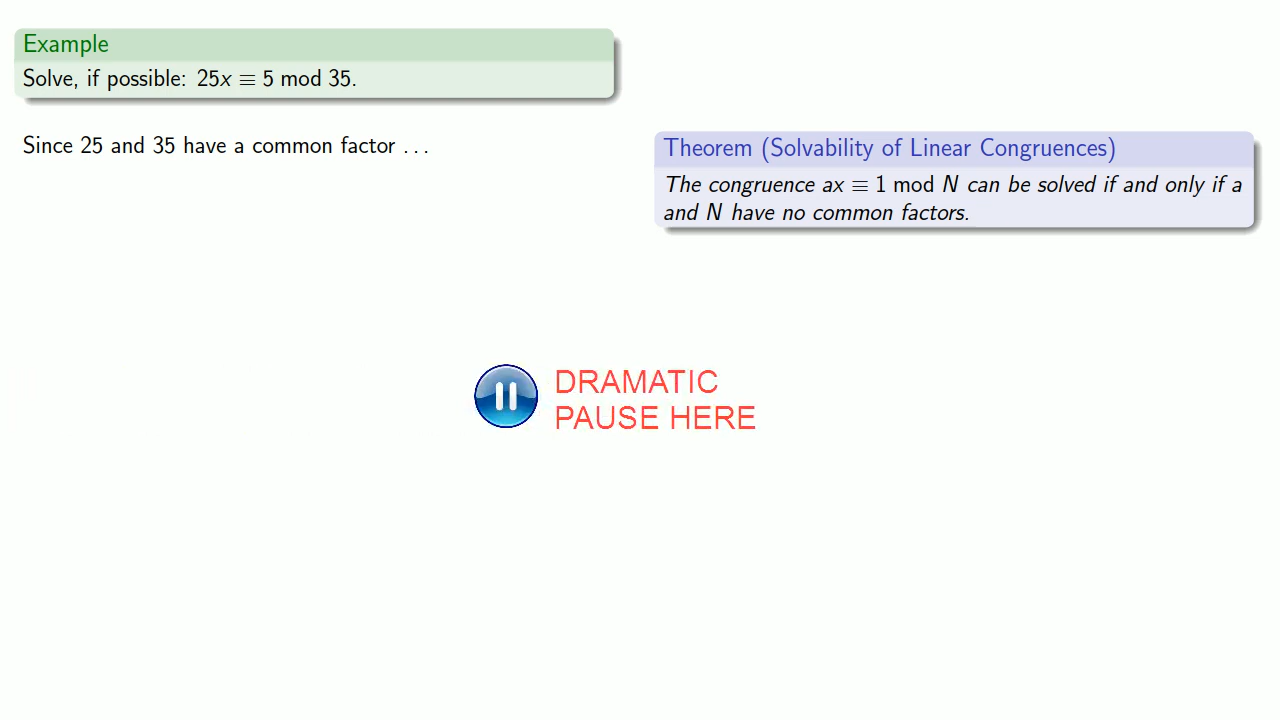 Example
Solve, if possible: 25x ≡ 5 mod 35.
Since 25 and 35 have a common factor . . .
Theorem (Solvability of Linear Congruences)
The congruence ax ≡ 1 mod N can be solved if and only if a
and N have no common factors.
DRAMATIC
PAUSE HERE